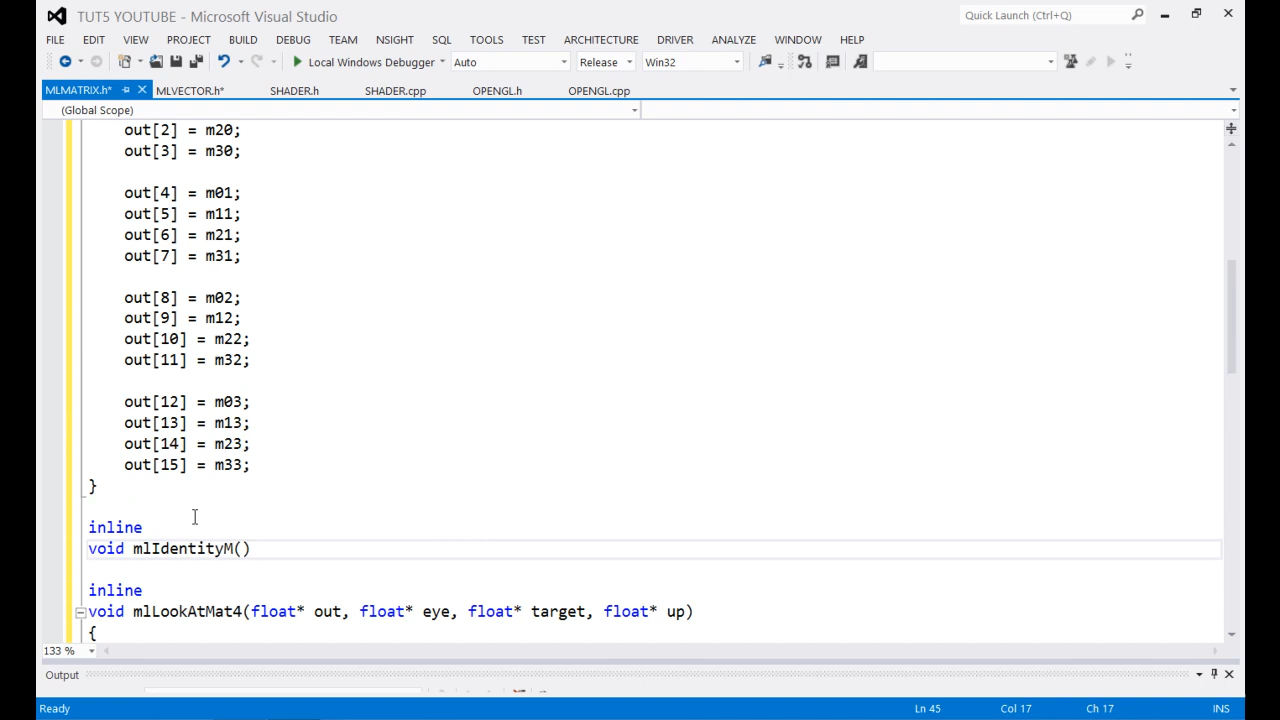 TUT5 YOUTUBE - Microsoft Visual Studio
Quick Launch (Ctrl+Q)
FILE EDIT VIEW PROJECT BUILD DEBUG TEAM NSIGHT SQL TOOLS TEST ARCHITECTURE DRIVER ANALYZE WINDOW HELP
Local Windows Debugger Auto Release Win32
MLMATRIX.h* MLVECTOR.h* SHADER.h SHADER.cpp OPENGL.h OPENGL.cpp
(Global Scope)
out[2] = m20;
out[3] = m30;
out[4] = m01;
out[5] = m11;
out[6] = m21;
out[7] = m31;
out[8] = m02;
out[9] = m12;
out[10] = m22;
out[11] = m32;
out[12] = m03;
out[13] = m13;
out[14] = m23;
out[15] = m33;
}
inline
void mlIdentityM()
inline
void mlLookAtMat4(float* out, float* eye, float* target, float* up)
{
133 %
Output
Ready Ln 45 Col 17 Ch 17 INS